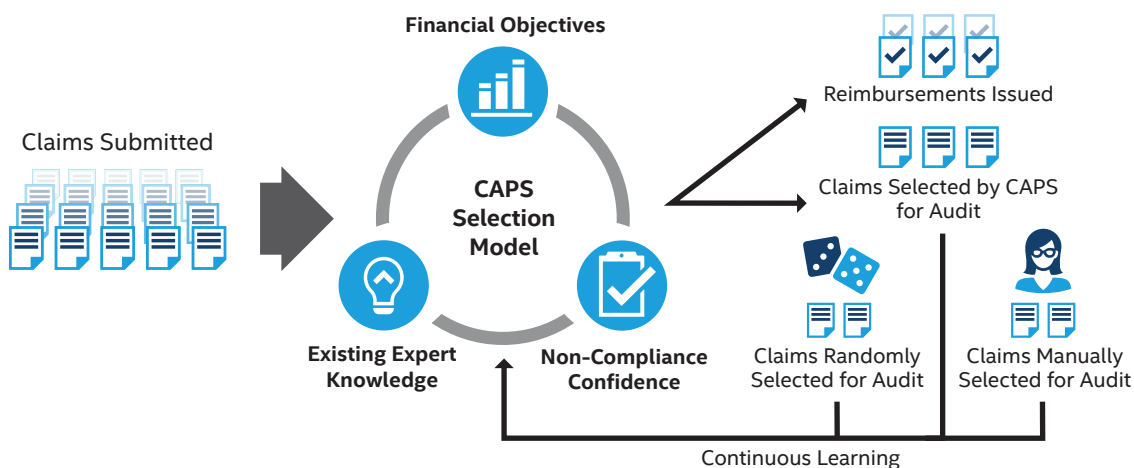 Financial Objectives
Claims Submitted
CAPS
Selection
Model
Existing Expert
Knowledge
Non-Compliance
Confidence
Reimbursements Issued
Claims Selected by CAPS
for Audit
Claims Randomly
Selected for Audit
Claims Manually
Selected for Audit
Continuous Learning